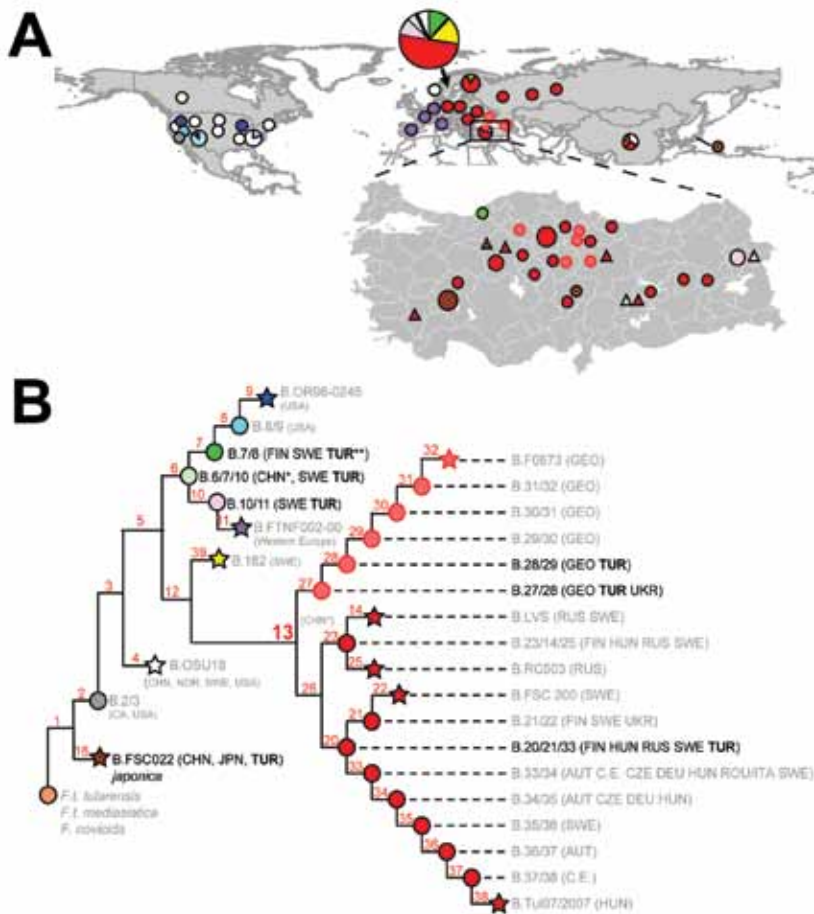 A
B
9
B.OR96-0246
(USA)
8
B.8/9 (USA)
7
B.7/8 (FIN SWE TUR**)
6
B.6/7/10 (CHN*, SWE TUR)
10
B.10/11 (SWE TUR)
11
B.FTNF002-00
(Western Europe)
5
39
B.162 (SWE)
12
3
13
(CHN*)
4
B.OSU18
(CHN, NOR, SWE, USA)
2
B.2/3
(CA, USA)
1
16
B.FSC022 (CHN, JPN, TUR)
japonica
F.t. tularensis
F.t. mediasiatica
F. novicida
32
B.F0673 (GEO)
31
B.31/32 (GEO)
30
B.30/31 (GEO)
29
B.29/30 (GEO)
28
B.28/29 (GEO TUR)
27
B.27/28 (GEO TUR UKR)
14
B.LVS (RUS SWE)
23
B.23/14/25 (FIN HUN RUS SWE)
25
B.RC503 (RUS)
26
22
B.FSC 200 (SWE)
21
B.21/22 (FIN SWE UKR)
20
B.20/21/33 (FIN HUN RUS SWE TUR)
33
B.33/34 (AUT C.E. CZE DEU HUN ROU/ITA SWE)
34
B.34/35 (AUT CZE DEU HUN)
35
B.35/36 (SWE)
36
B.36/37 (AUT)
37
B.37/38 (C.E.)
38
B.Tul07/2007 (HUN)